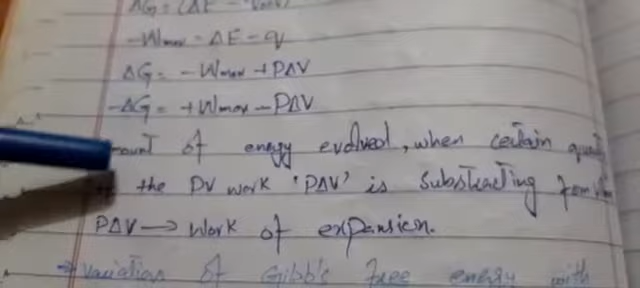 -Wmax = ΔE - q
ΔG = -Wmax + PΔV
-ΔG = +Wmax - PΔV
of energy evolved, when certain
the PV work 'PΔV' is substracting
PΔV → Work of expansion.
→ Variation of Gibb's free energy with